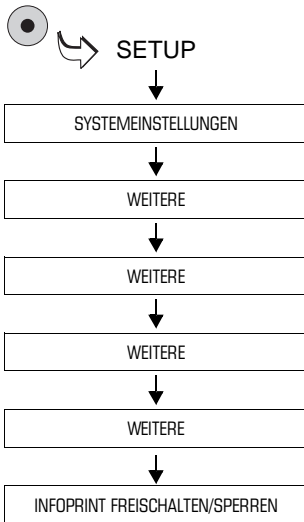 SETUP
SYSTEMEINSTELLUNGEN
WEITERE
WEITERE
WEITERE
WEITERE
INFOPRINT FREISCHALTEN/SPERREN